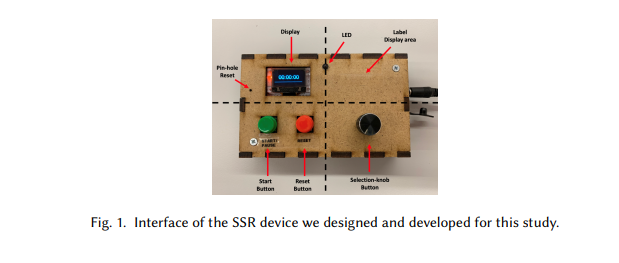 Display
LED
Label
Display area
Pin-hole
Reset
00:00:00
START/
PAUSE
RESET
Start
Button
Reset
Button
Selection-knob
Button
Fig. 1. Interface of the SSR device we designed and developed for this study.